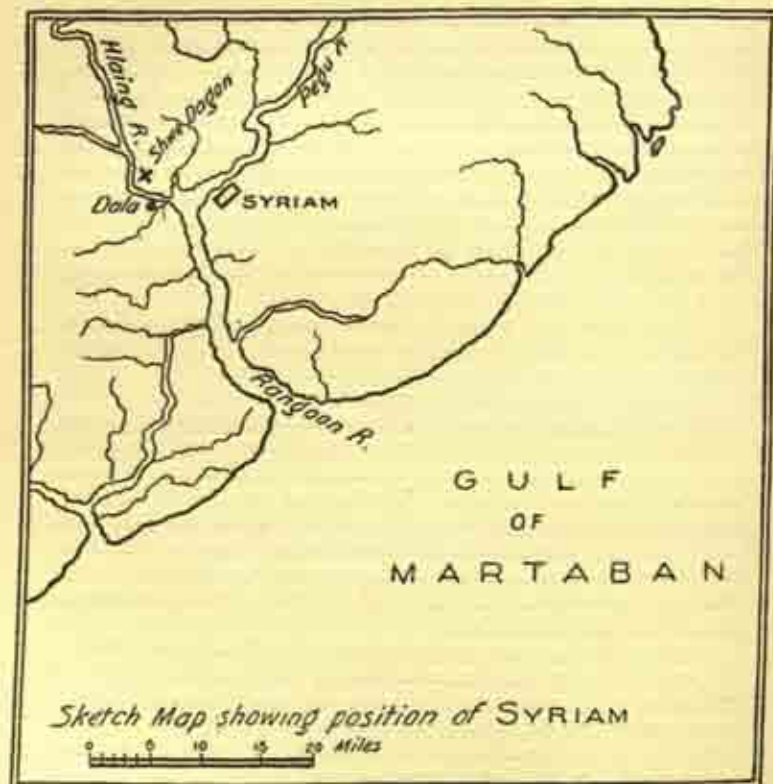 Hlaing R.
Shwe Dagon
Pegu R
Dala
SYRIAM
Rangoon R.
GULF
OF
MARTABAN
Sketch Map showing position of SYRIAM
0 5 10 15 20 Miles